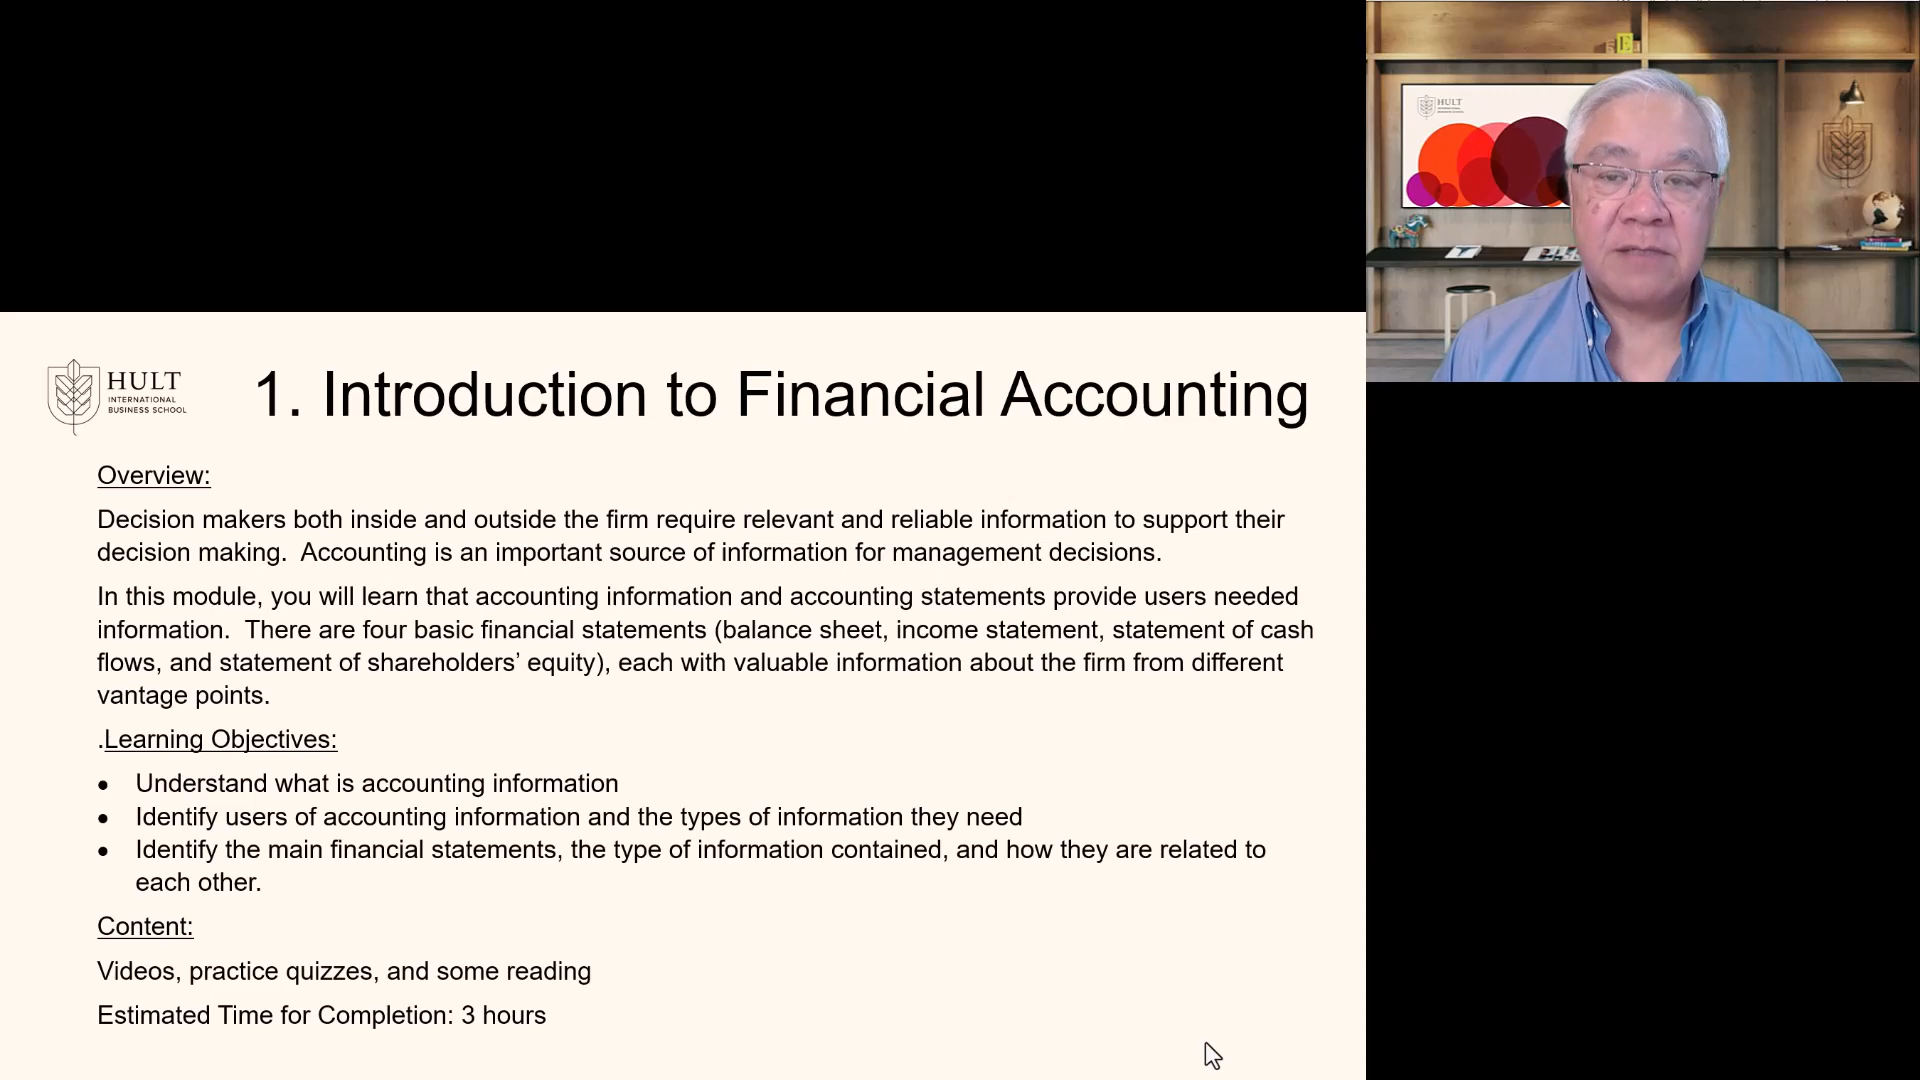 HULT
INTERNATIONAL
BUSINESS SCHOOL
1. Introduction to Financial Accounting
Overview:
Decision makers both inside and outside the firm require relevant and reliable information to support their
decision making.  Accounting is an important source of information for management decisions.
In this module, you will learn that accounting information and accounting statements provide users needed
information.  There are four basic financial statements (balance sheet, income statement, statement of cash
flows, and statement of shareholders’ equity), each with valuable information about the firm from different
vantage points.
.Learning Objectives:
• Understand what is accounting information
• Identify users of accounting information and the types of information they need
• Identify the main financial statements, the type of information contained, and how they are related to
each other.
Content:
Videos, practice quizzes, and some reading
Estimated Time for Completion: 3 hours
E
HULT